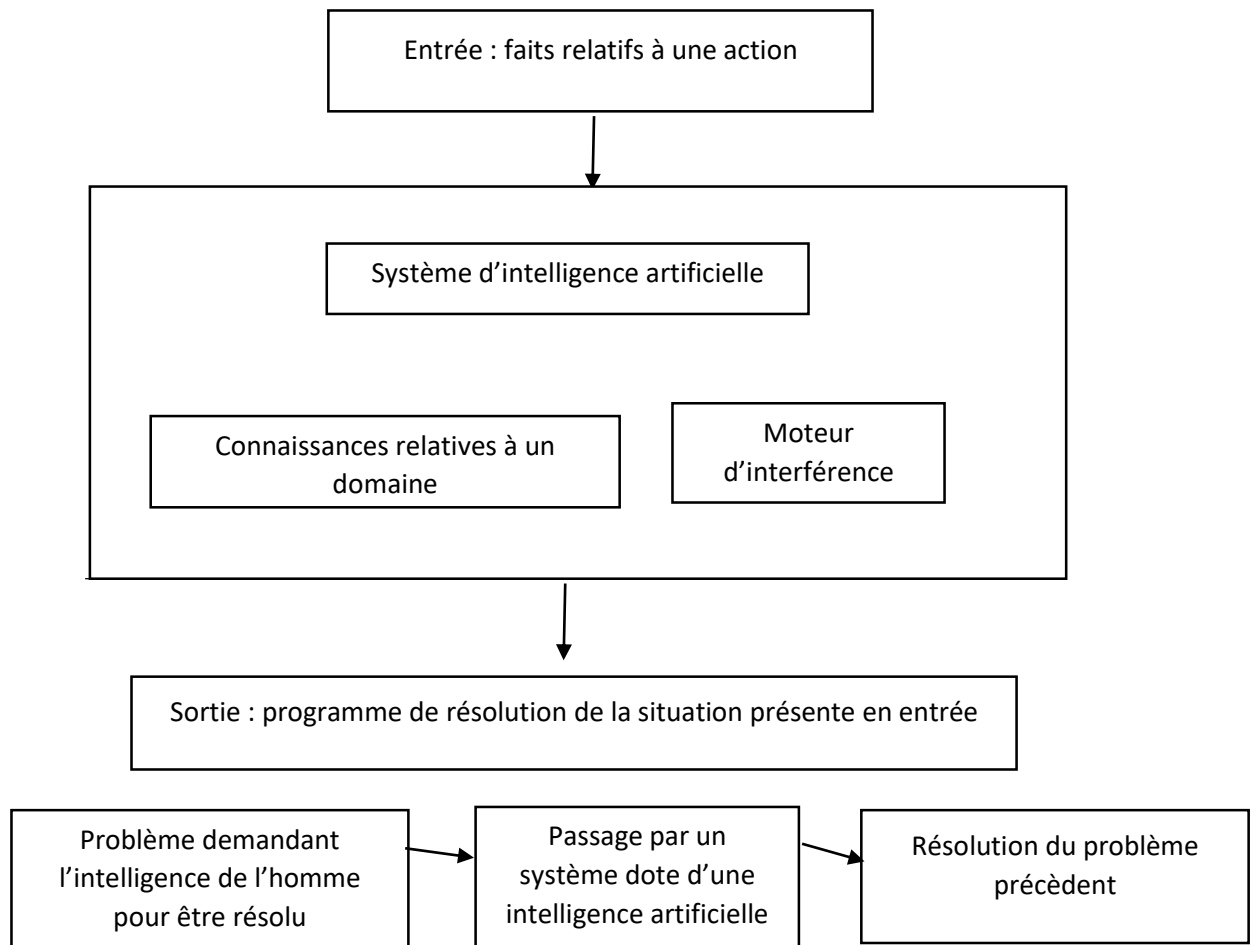 Entrée : faits relatifs à une action
Système d’intelligence artificielle
Connaissances relatives à un
domaine
Moteur
d’interférence
Sortie : programme de résolution de la situation présente en entrée
Problème demandant
l’intelligence de l’homme
pour être résolu
Passage par un
système dote d’une
intelligence artificielle
Résolution du problème
précèdent